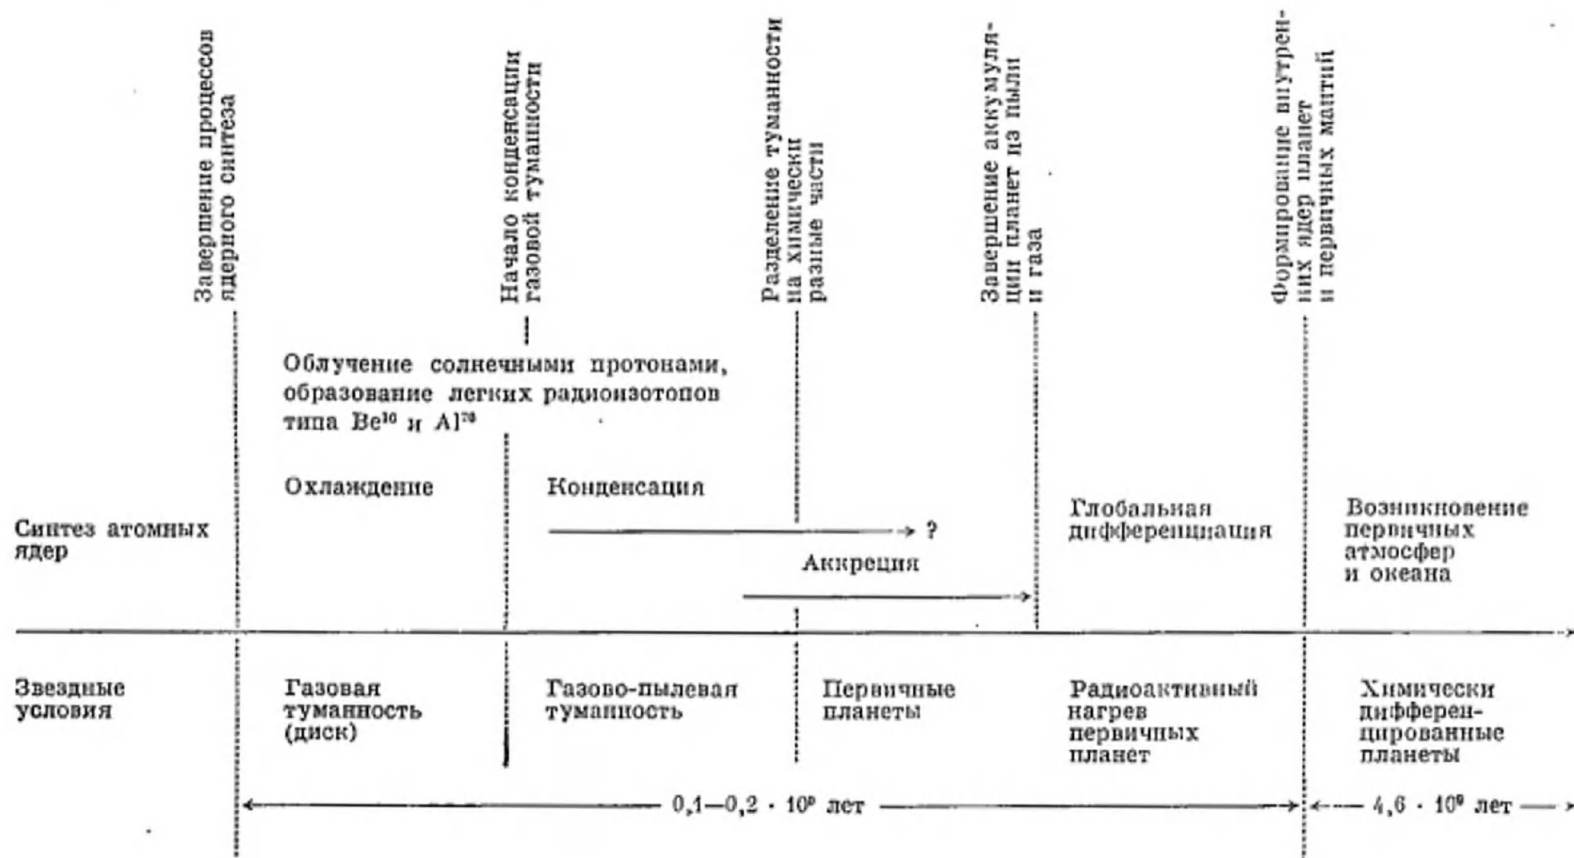 Завершение процессов
ядерного синтеза
Начало конденсации
газовой туманности
Разделение туманности
на химически
разные части
Завершение аккумуля-
ции планет из пыли
и газа
Формирование внутрен-
них ядер планет
и первичных мантий
Облучение солнечными протонами,
образование легких радиоизотопов
типа Be¹⁰ и Al²⁶
Охлаждение
Конденсация
?
Аккреция
Синтез атомных
ядер
Глобальная
дифференциация
Возникновение
первичных
атмосфер
и океана
Звездные
условия
Газовая
туманность
(диск)
Газово-пылевая
туманность
Первичные
планеты
Радиоактивный
нагрев
первичных
планет
Химически
дифферен-
цированные
планеты
0,1—0,2 · 10⁹ лет
4,6 · 10⁹ лет